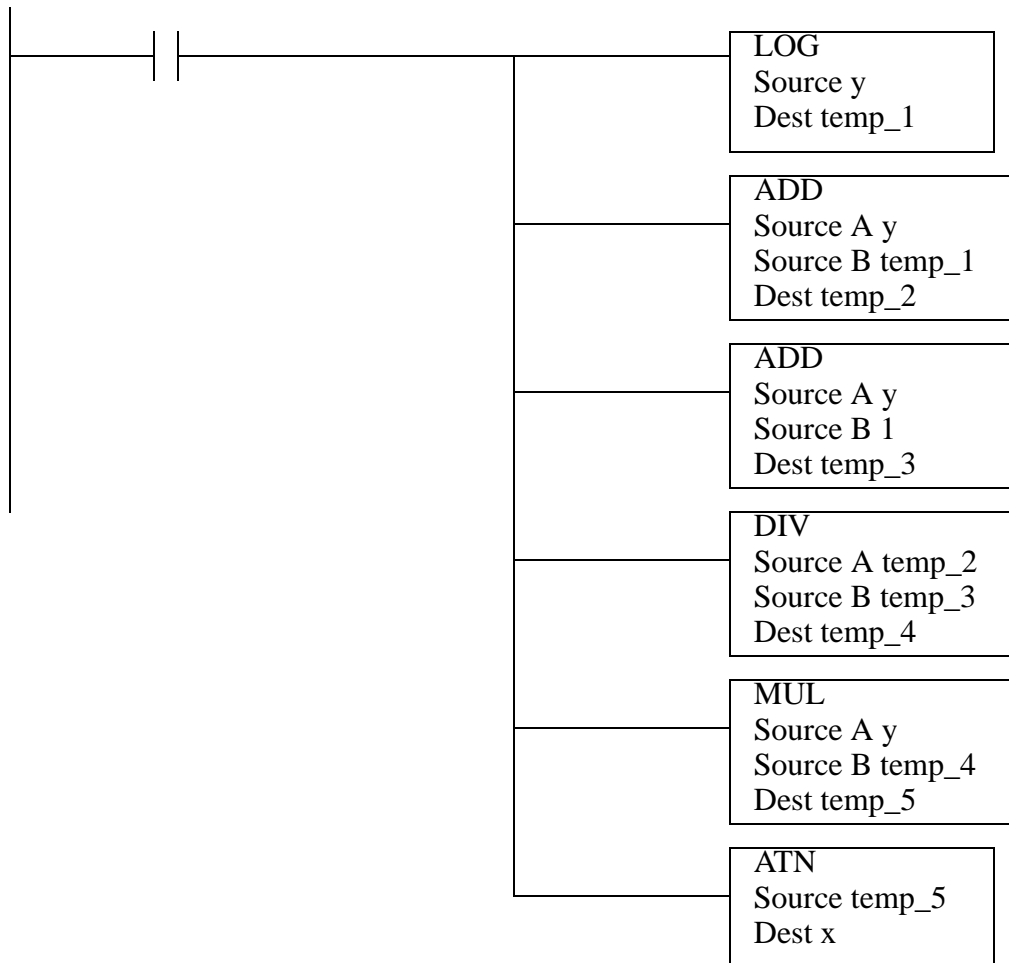 LOG
Source y
Dest temp_1
ADD
Source A y
Source B temp_1
Dest temp_2
ADD
Source A y
Source B 1
Dest temp_3
DIV
Source A temp_2
Source B temp_3
Dest temp_4
MUL
Source A y
Source B temp_4
Dest temp_5
ATN
Source temp_5
Dest x